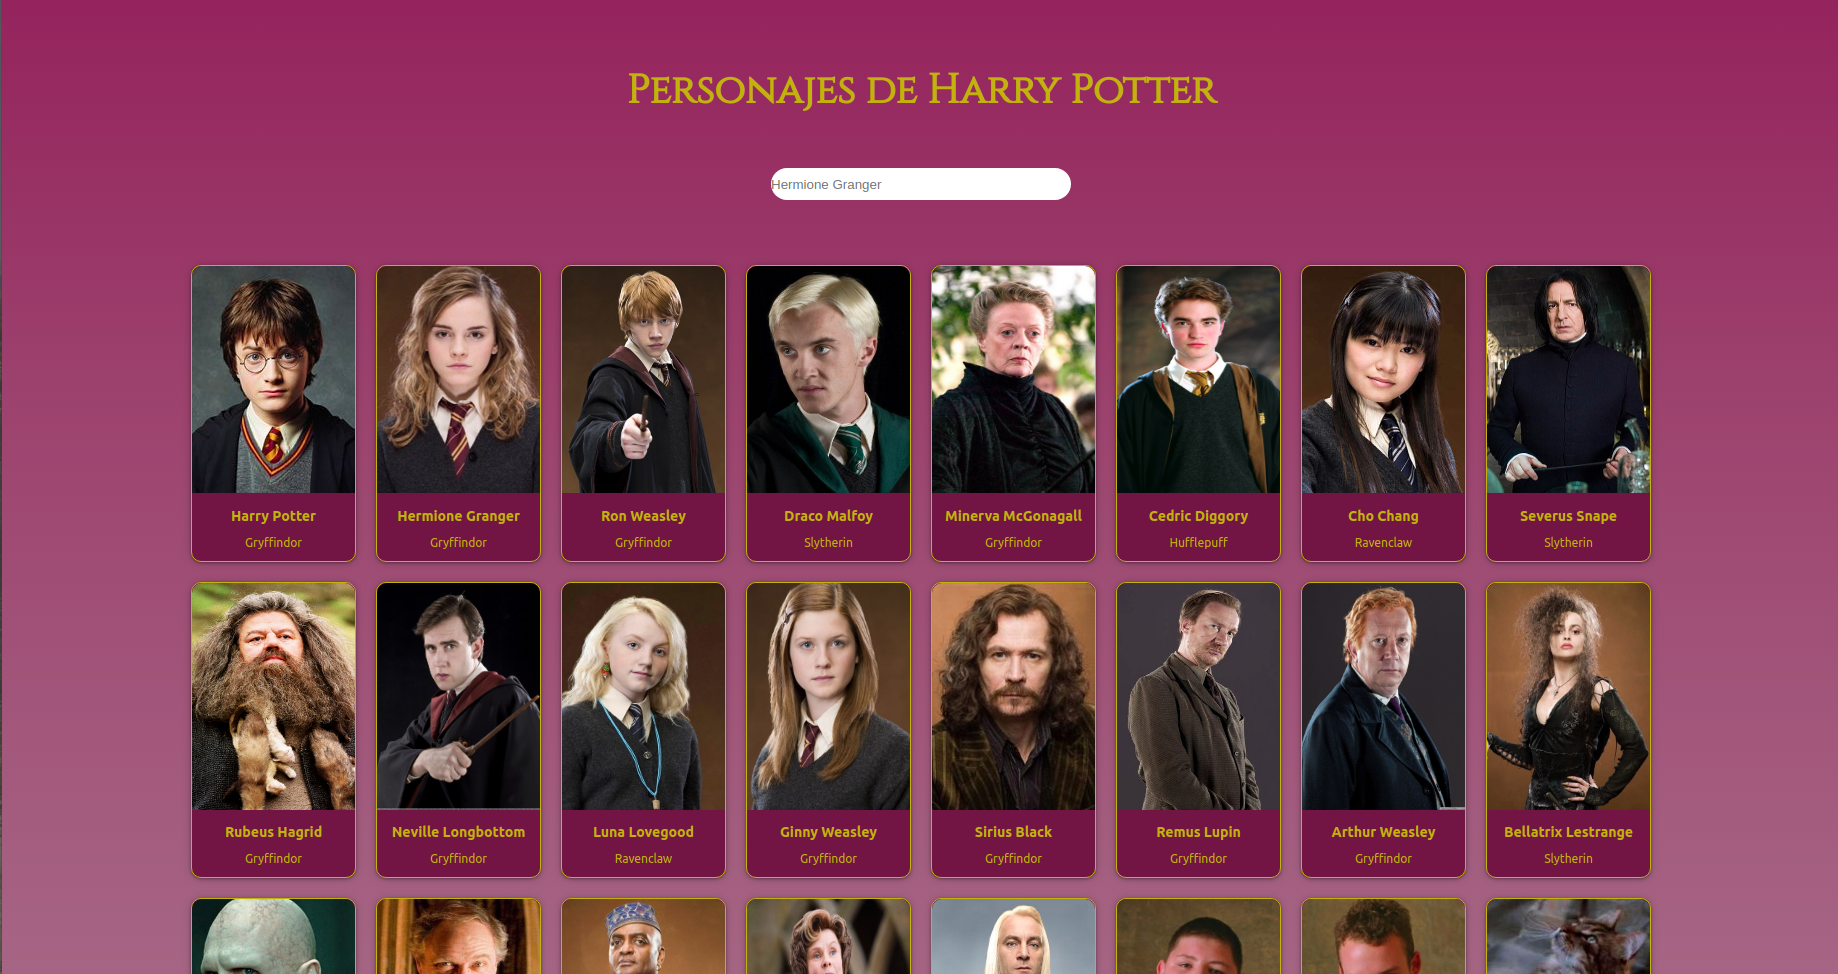 Personajes de Harry Potter
Hermione Granger
Harry Potter
Gryffindor
Hermione Granger
Gryffindor
Ron Weasley
Gryffindor
Draco Malfoy
Slytherin
Minerva McGonagall
Gryffindor
Cedric Diggory
Hufflepuff
Cho Chang
Ravenclaw
Severus Snape
Slytherin
Rubeus Hagrid
Gryffindor
Neville Longbottom
Gryffindor
Luna Lovegood
Ravenclaw
Ginny Weasley
Gryffindor
Sirius Black
Gryffindor
Remus Lupin
Gryffindor
Arthur Weasley
Gryffindor
Bellatrix Lestrange
Slytherin